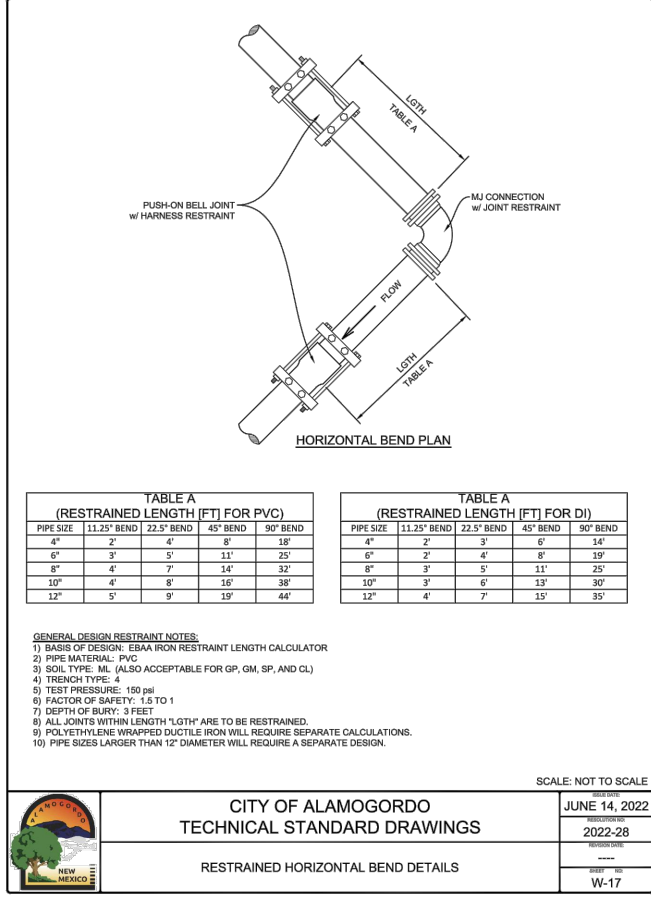 LGTH
TABLE A
PUSH-ON BELL JOINT
w/ HARNESS RESTRAINT
MJ CONNECTION
w/ JOINT RESTRAINT
FLOW
LGTH
TABLE A
HORIZONTAL BEND PLAN
TABLE A
(RESTRAINED LENGTH [FT] FOR PVC)
PIPE SIZE 11.25° BEND 22.5° BEND 45° BEND 90° BEND
4" 2' 4' 8' 18'
6" 3' 5' 11' 25'
8" 4' 7' 14' 32'
10" 4' 8' 16' 38'
12" 5' 9' 19' 44'
TABLE A
(RESTRAINED LENGTH [FT] FOR DI)
PIPE SIZE 11.25° BEND 22.5° BEND 45° BEND 90° BEND
4" 2' 3' 6' 14'
6" 2' 4' 8' 19'
8" 3' 5' 11' 25'
10" 3' 6' 13' 30'
12" 4' 7' 15' 35'
GENERAL DESIGN RESTRAINT NOTES:
1) BASIS OF DESIGN: EBAA IRON RESTRAINT LENGTH CALCULATOR
2) PIPE MATERIAL: PVC
3) SOIL TYPE: ML (ALSO ACCEPTABLE FOR GP, GM, SP, AND CL)
4) TRENCH TYPE: 4
5) TEST PRESSURE: 150 psi
6) FACTOR OF SAFETY: 1.5 TO 1
7) DEPTH OF BURY: 3 FEET
8) ALL JOINTS WITHIN LENGTH "LGTH" ARE TO BE RESTRAINED.
9) POLYETHYLENE WRAPPED DUCTILE IRON WILL REQUIRE SEPARATE CALCULATIONS.
10) PIPE SIZES LARGER THAN 12" DIAMETER WILL REQUIRE A SEPARATE DESIGN.
SCALE: NOT TO SCALE
ALAMOGORDO
NEW
MEXICO
CITY OF ALAMOGORDO
TECHNICAL STANDARD DRAWINGS
RESTRAINED HORIZONTAL BEND DETAILS
ISSUE DATE:
JUNE 14, 2022
RESOLUTION NO:
2022-28
REVISION DATE:
----
SHEET NO:
W-17